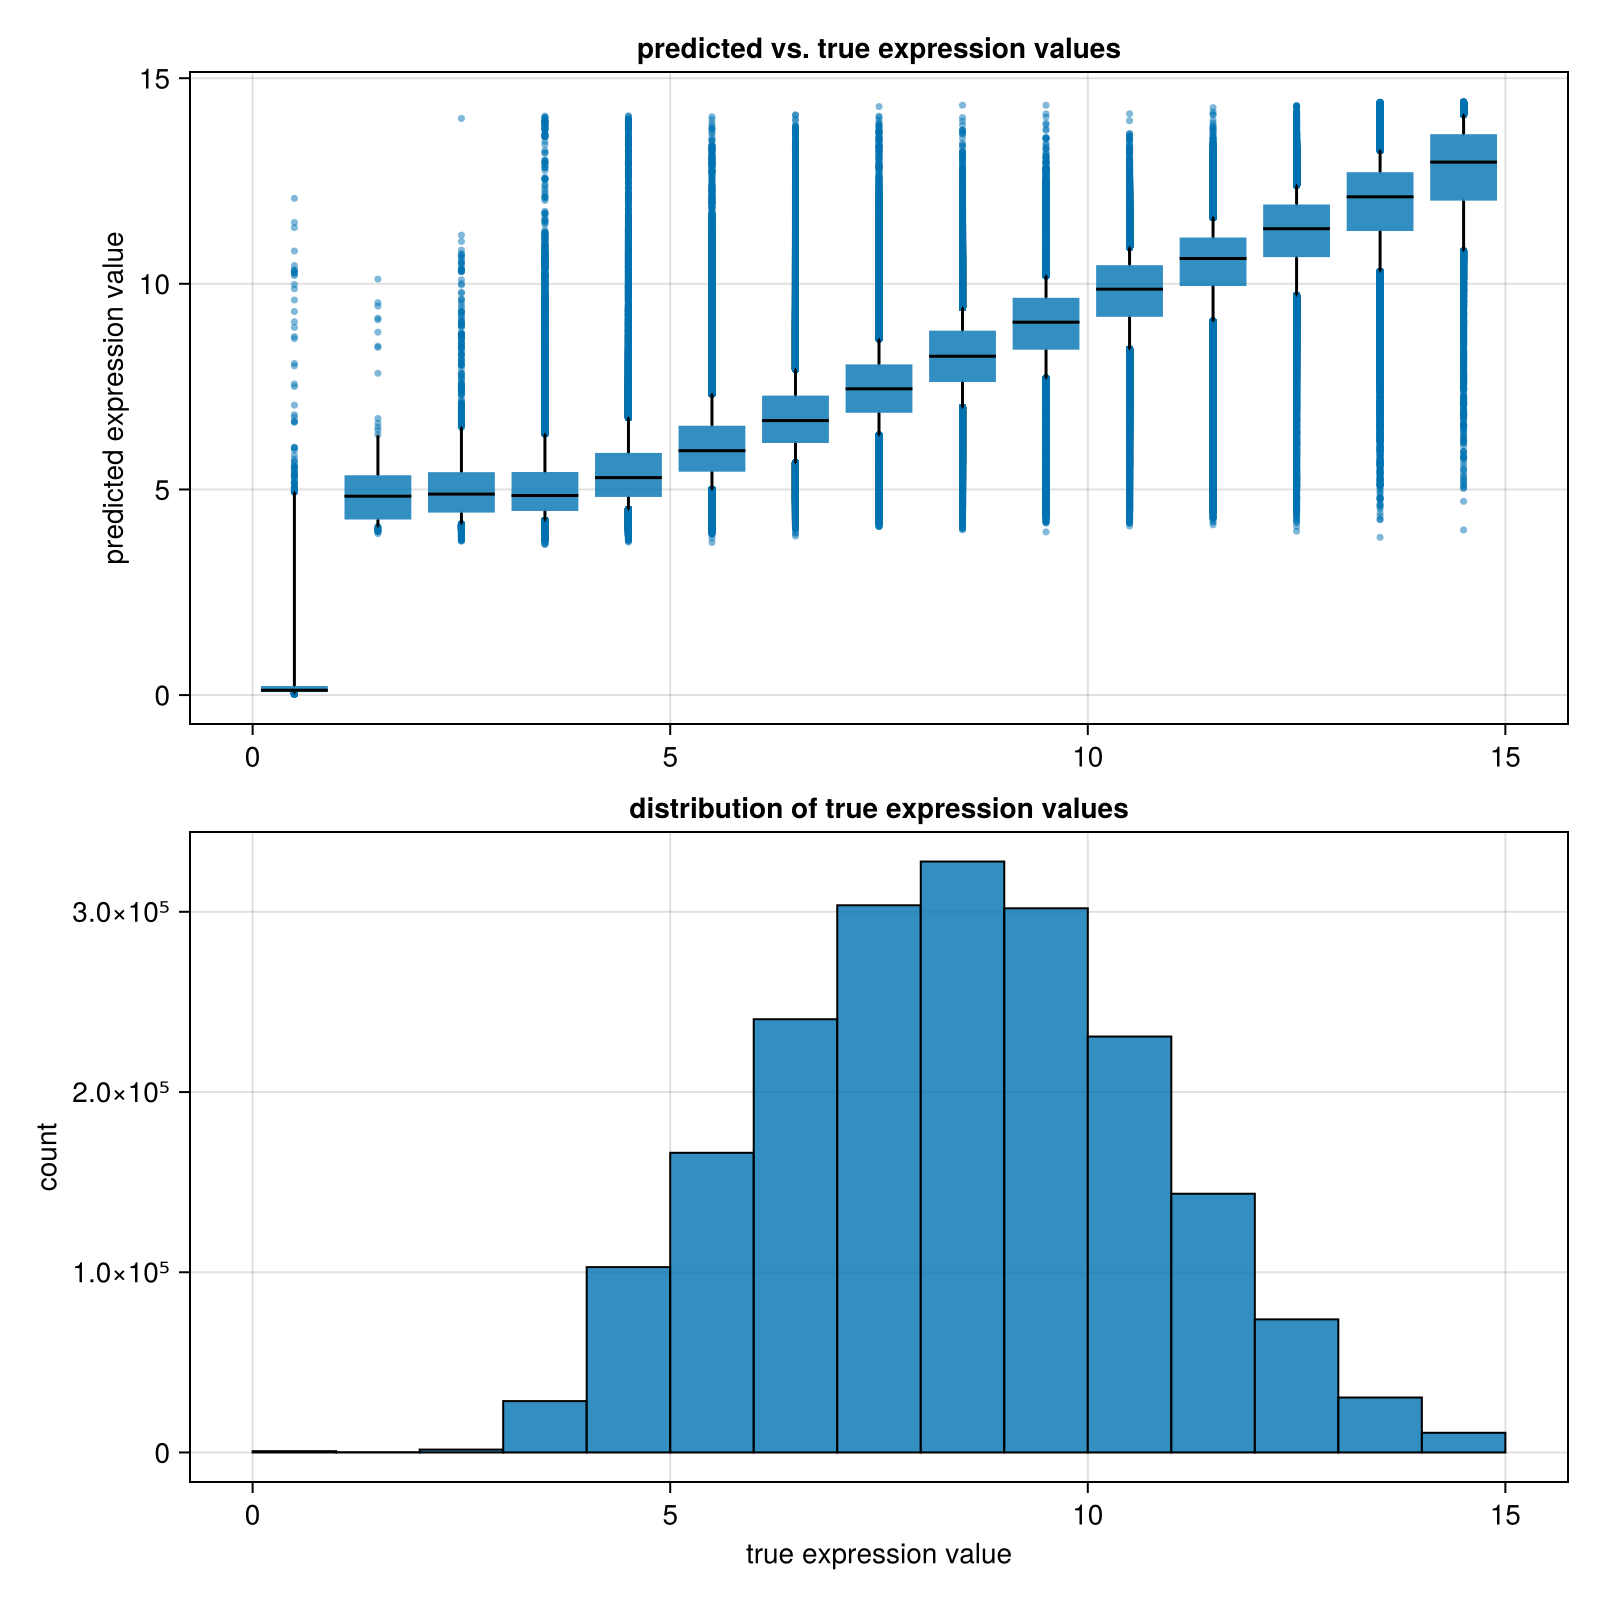 predicted vs. true expression values
15
10
5
0
predicted expression value
0 5 10 15
distribution of true expression values
3.0×10⁵
2.0×10⁵
1.0×10⁵
0
count
0 5 10 15
true expression value